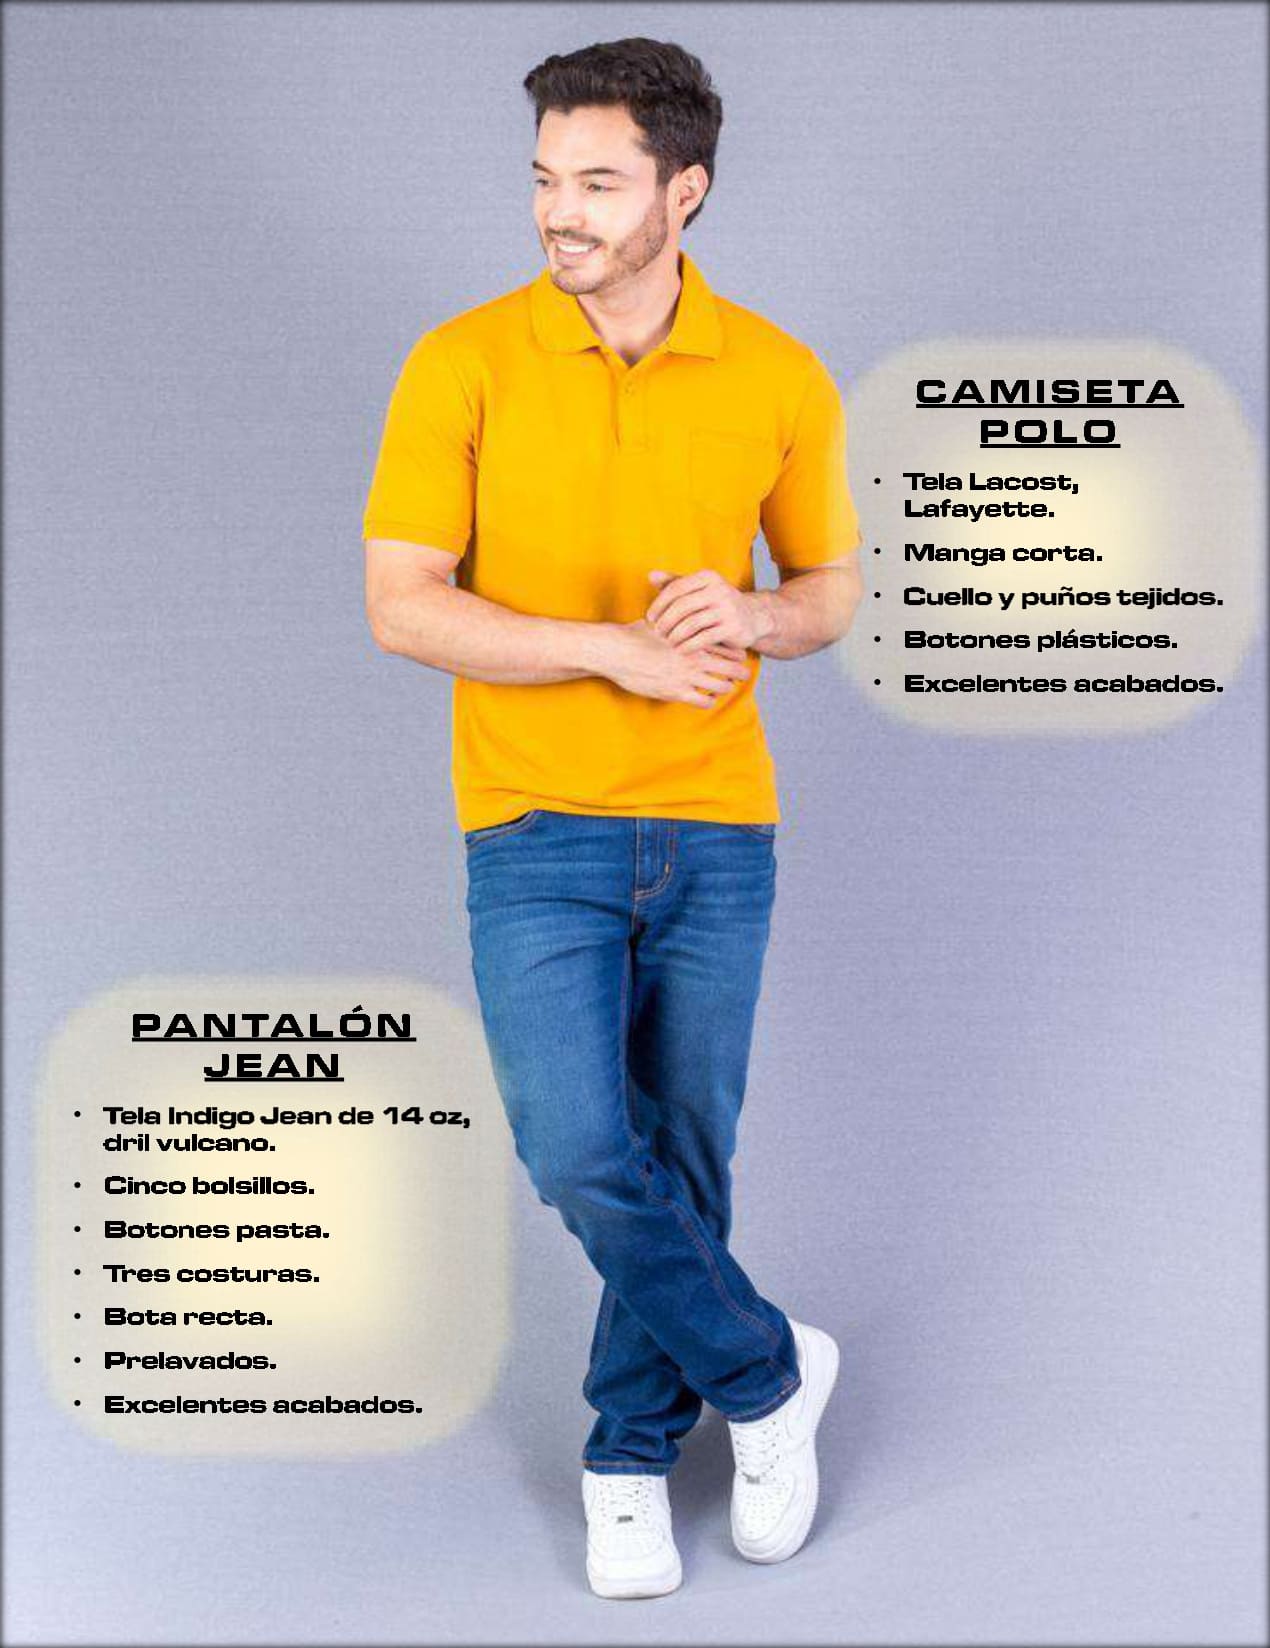 CAMISETA
POLO
• Tela Lacost,
Lafayette.
• Manga corta.
• Cuello y puños tejidos.
• Botones plásticos.
• Excelentes acabados.
PANTALÓN
JEAN
• Tela Indigo Jean de 14 oz,
dril vulcano.
• Cinco bolsillos.
• Botones pasta.
• Tres costuras.
• Bota recta.
• Prelavados.
• Excelentes acabados.